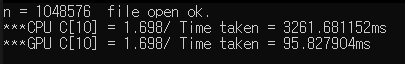 n = 1048576  file open ok.
***CPU C[10] = 1.698/ Time taken = 3261.681152ms
***GPU C[10] = 1.698/ Time taken = 95.827904ms